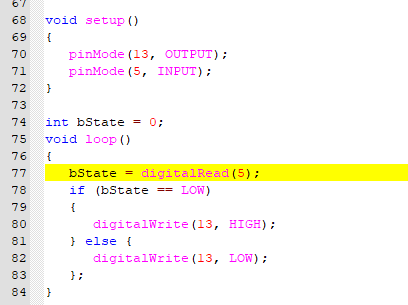 67
68 void setup()
69 {
70    pinMode(13, OUTPUT);
71    pinMode(5, INPUT);
72 }
73
74 int bState = 0;
75 void loop()
76 {
77    bState = digitalRead(5);
78    if (bState == LOW)
79    {
80       digitalWrite(13, HIGH);
81    } else {
82       digitalWrite(13, LOW);
83    };
84 }